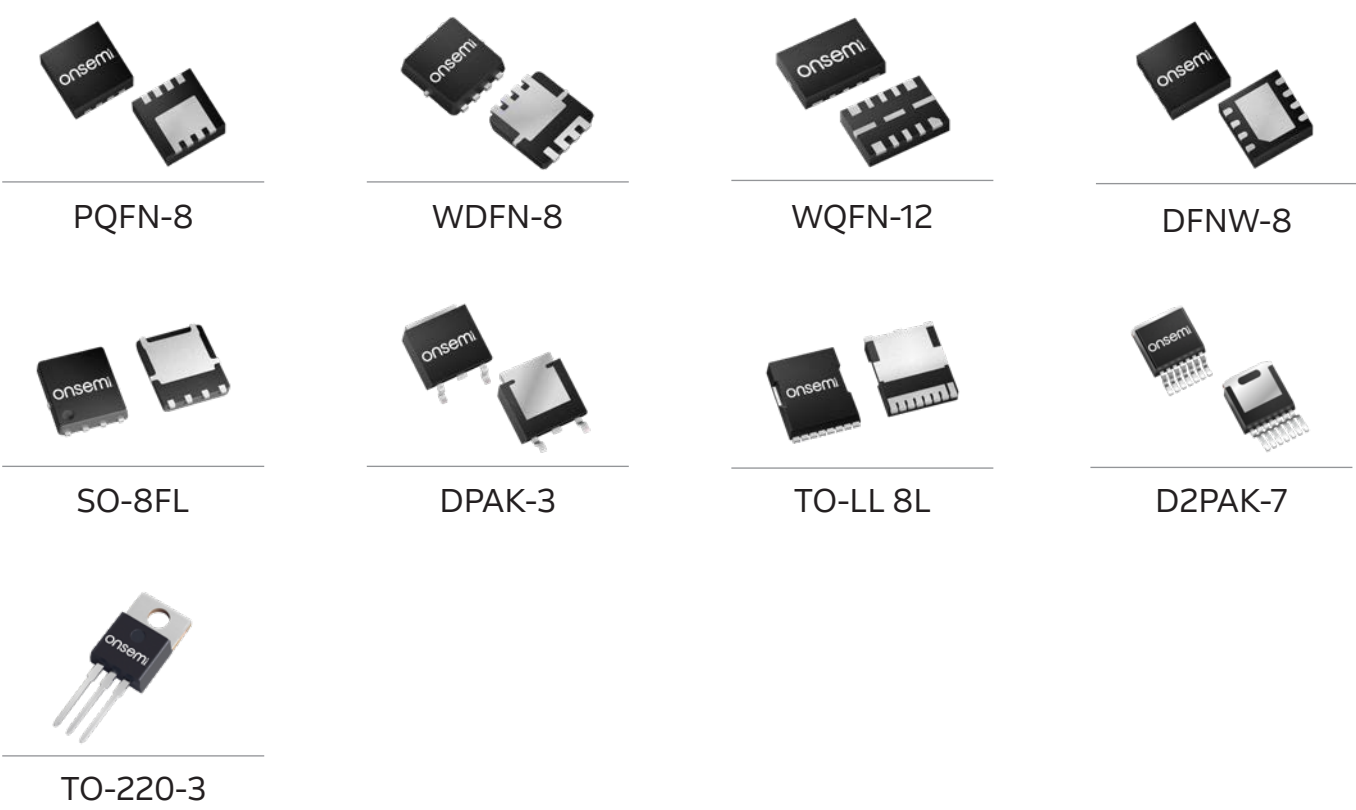 onsemi
onsemi
onsemi
onsemi
PQFN-8
WDFN-8
WQFN-12
DFNW-8
onsemi
onsemi
onsemi
onsemi
SO-8FL
DPAK-3
TO-LL 8L
D2PAK-7
onsemi
TO-220-3